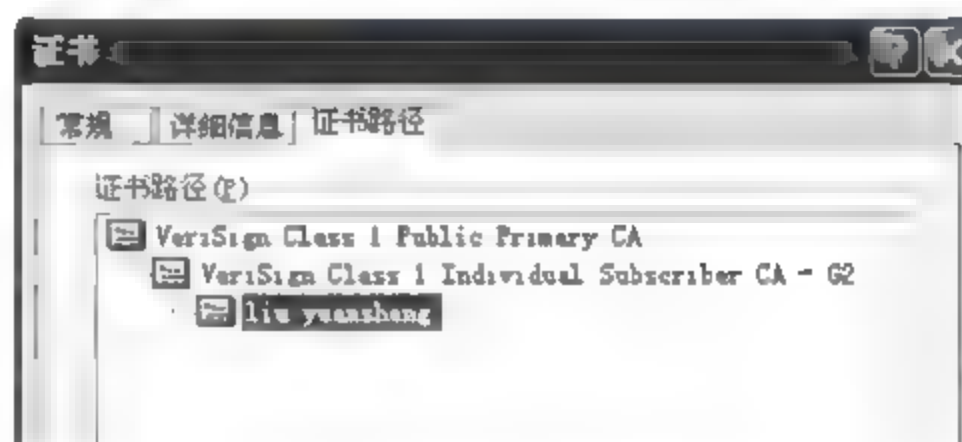 证书
常规 详细信息 证书路径
证书路径(P)
VeriSign Class 1 Public Primary CA
VeriSign Class 1 Individual Subscriber CA - G2
liu yuansheng